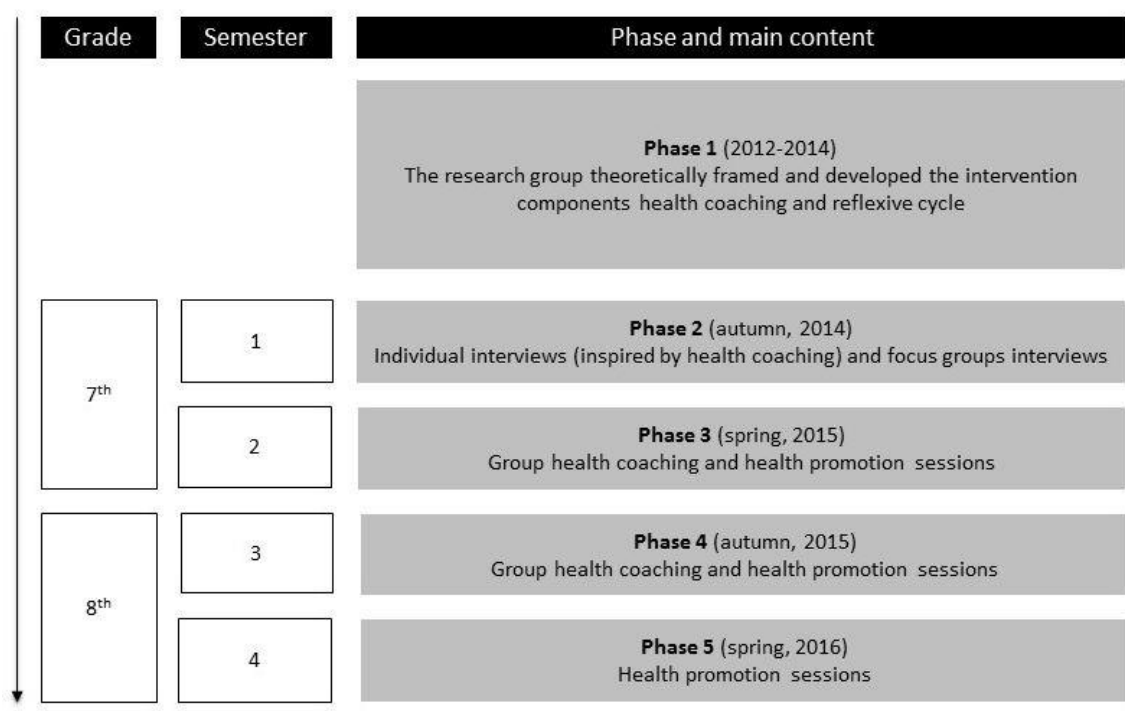 Grade
Semester
Phase and main content
Phase 1 (2012-2014)
The research group theoretically framed and developed the intervention
components health coaching and reflexive cycle
7th
1
Phase 2 (autumn, 2014)
Individual interviews (inspired by health coaching) and focus groups interviews
2
Phase 3 (spring, 2015)
Group health coaching and health promotion sessions
8th
3
Phase 4 (autumn, 2015)
Group health coaching and health promotion sessions
4
Phase 5 (spring, 2016)
Health promotion sessions